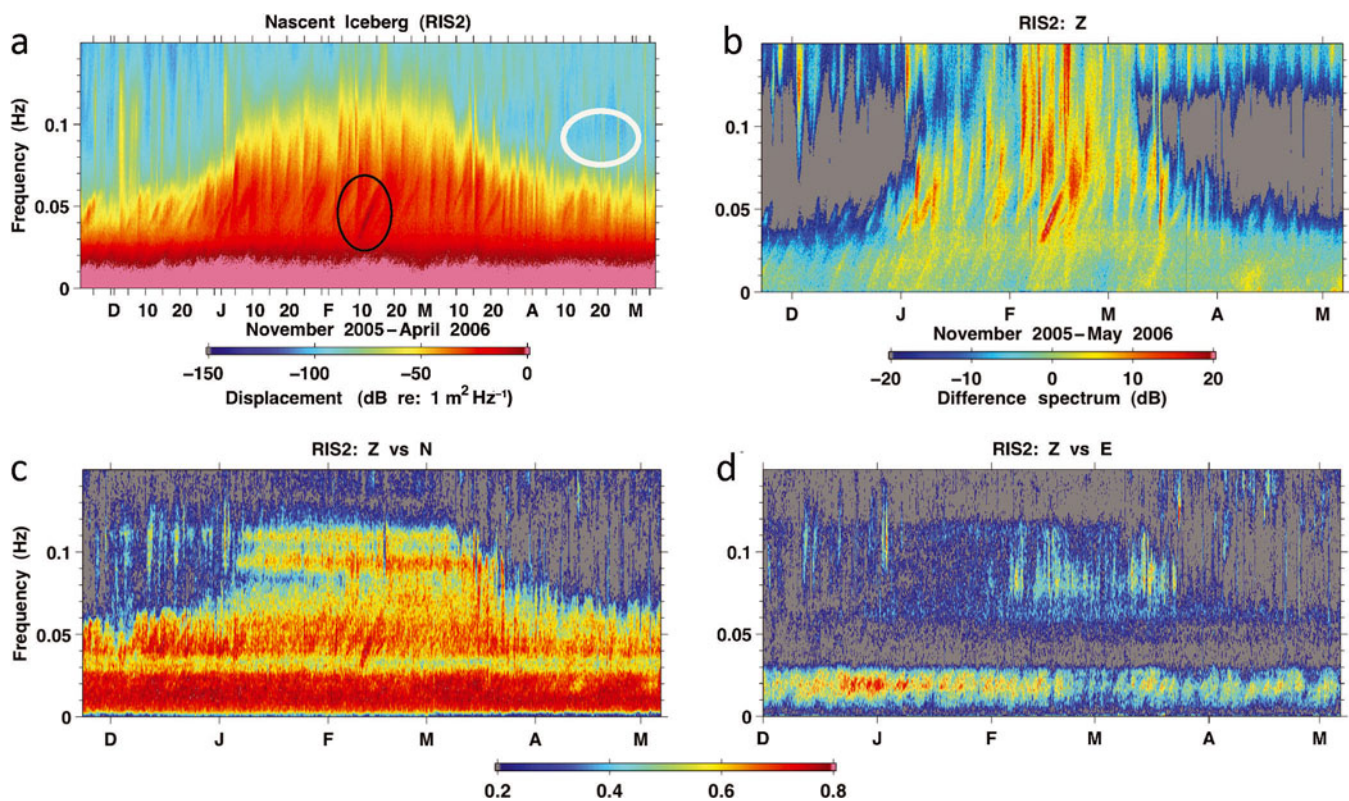 a
Nascent Iceberg (RIS2)
Frequency (Hz)
0.1
0.05
0
D 10 20 J 10 20 F 10 20 M 10 20 A 10 20 M
November 2005–April 2006
−150 −100 −50 0
Displacement (dB re: 1 m² Hz⁻¹)
b
RIS2: Z
0.1
0.05
0
D J F M A M
November 2005–May 2006
−20 −10 0 10 20
Difference spectrum (dB)
c
RIS2: Z vs N
Frequency (Hz)
0.1
0.05
0
D J F M A M
d
RIS2: Z vs E
0.1
0.05
0
D J F M A M
0.2 0.4 0.6 0.8